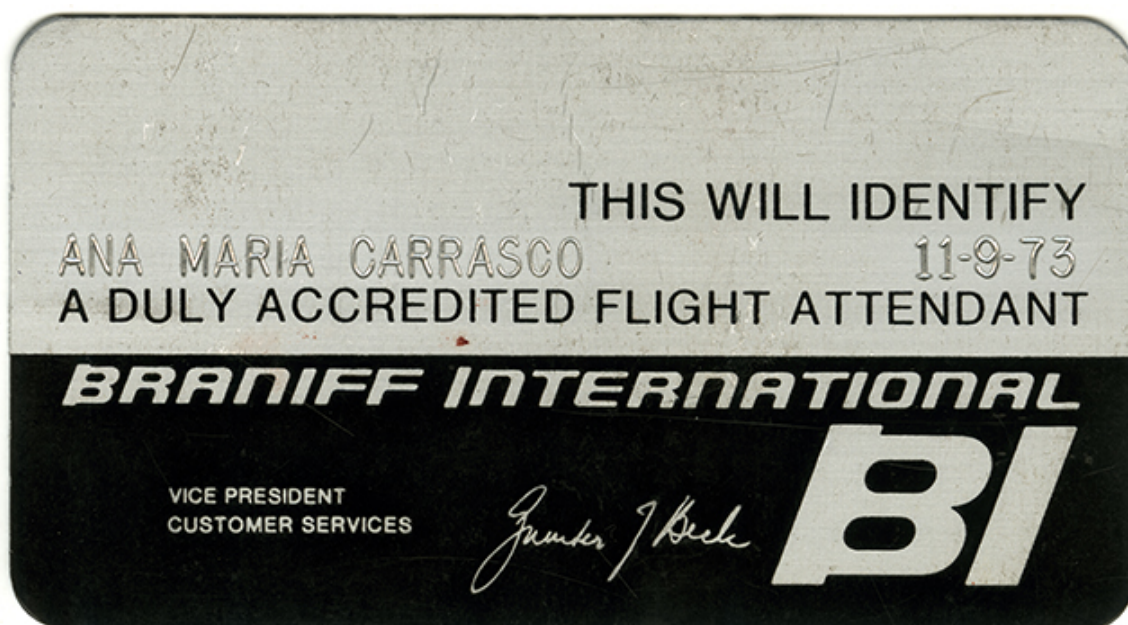 THIS WILL IDENTIFY
ANA MARIA CARRASCO 11-9-73
A DULY ACCREDITED FLIGHT ATTENDANT
BRANIFF INTERNATIONAL
BI
VICE PRESIDENT
CUSTOMER SERVICES
J Beck